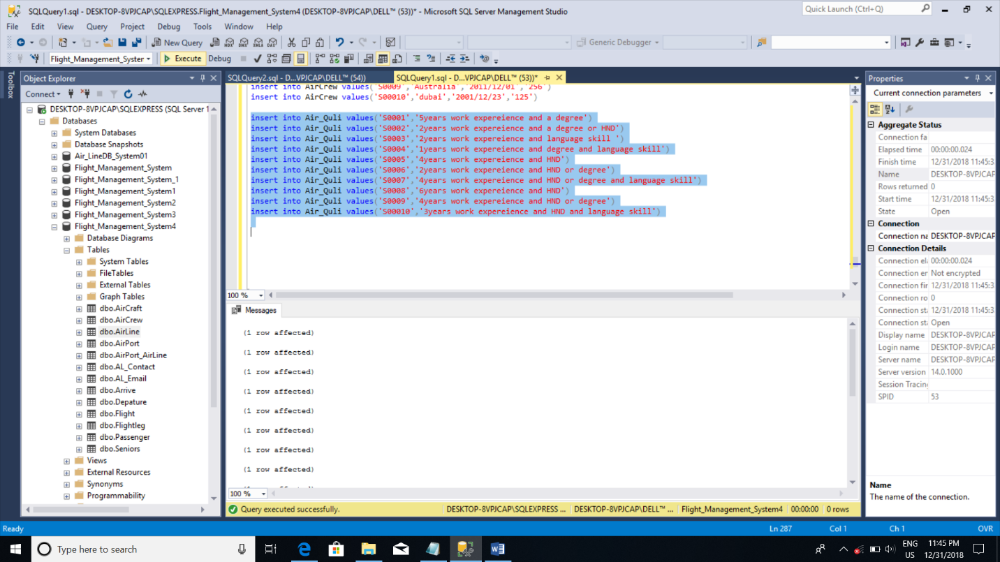 SQLQuery1.sql - DESKTOP-8VPJCAP\SQLEXPRESS.Flight_Management_System4 (DESKTOP-8VPJCAP\DELL™ (53))* - Microsoft SQL Server Management Studio
Quick Launch (Ctrl+Q)
File Edit View Query Project Debug Tools Window Help
New Query
MDX DMX XMLA DAX
Generic Debugger
Flight_Management_Syster
Execute Debug
Toolbox
Object Explorer
Connect
DESKTOP-8VPJCAP\SQLEXPRESS (SQL Server 1
Databases
System Databases
Database Snapshots
Air_LineDB_System01
Flight_Management_System
Flight_Management_System_1
Flight_Management_System1
Flight_Management_System2
Flight_Management_System3
Flight_Management_System4
Database Diagrams
Tables
System Tables
FileTables
External Tables
Graph Tables
dbo.AirCraft
dbo.AirCrew
dbo.AirLine
dbo.AirPort
dbo.AirPort_AirLine
dbo.AL_Contact
dbo.AL_Email
dbo.Arrive
dbo.Depature
dbo.Flight
dbo.Flightleg
dbo.Passenger
dbo.Seniors
Views
External Resources
Synonyms
Programmability
SQLQuery2.sql - D...VPJCAP\DELL™ (54))
SQLQuery1.sql - D...VPJCAP\DELL™ (53))*
insert into AirCrew values('S0009','Australia','2011/12/01','256')
insert into AirCrew values('S00010','dubai','2001/12/23','125')
insert into Air_Quli values('S0001','5years work expereience and a degree')
insert into Air_Quli values('S0002','2years work expereience and a degree or HND')
insert into Air_Quli values('S0003','2years work expereience and language skill ')
insert into Air_Quli values('S0004','1years work expereience and degree and language skill')
insert into Air_Quli values('S0005','4years work expereience and HND')
insert into Air_Quli values('S0006','2years work expereience and HND or degree')
insert into Air_Quli values('S0007','4years work expereience and HND or degree and language skill')
insert into Air_Quli values('S0008','6years work expereience and HND')
insert into Air_Quli values('S0009','4years work expereience and HND or degree')
insert into Air_Quli values('S00010','3years work expereience and HND and language skill')
100 %
Messages
(1 row affected)
(1 row affected)
(1 row affected)
(1 row affected)
(1 row affected)
(1 row affected)
(1 row affected)
(1 row affected)
100 %
Query executed successfully.
DESKTOP-8VPJCAP\SQLEXPRESS ...
DESKTOP-8VPJCAP\DELL™ ...
Flight_Management_System4
00:00:00
0 rows
Properties
Current connection parameters
Aggregate Status
Connection fa
Elapsed time 00:00:00.024
Finish time 12/31/2018 11:45:3
Name DESKTOP-8VPJCAP
Rows returned 0
Start time 12/31/2018 11:45:3
State Open
Connection
Connection na DESKTOP-8VPJCAP
Connection Details
Connection el 00:00:00.024
Connection er Not encrypted
Connection fir 12/31/2018 11:45:3
Connection ro 0
Connection st 12/31/2018 11:45:3
Connection st Open
Display name DESKTOP-8VPJCAP
Login name DESKTOP-8VPJCAP
Server name DESKTOP-8VPJCAP
Server version 14.0.1000
Session Tracin
SPID 53
Name
The name of the connection.
Ready
Ln 287
Col 1
Ch 1
OVR
Type here to search
ENG
US
11:45 PM
12/31/2018